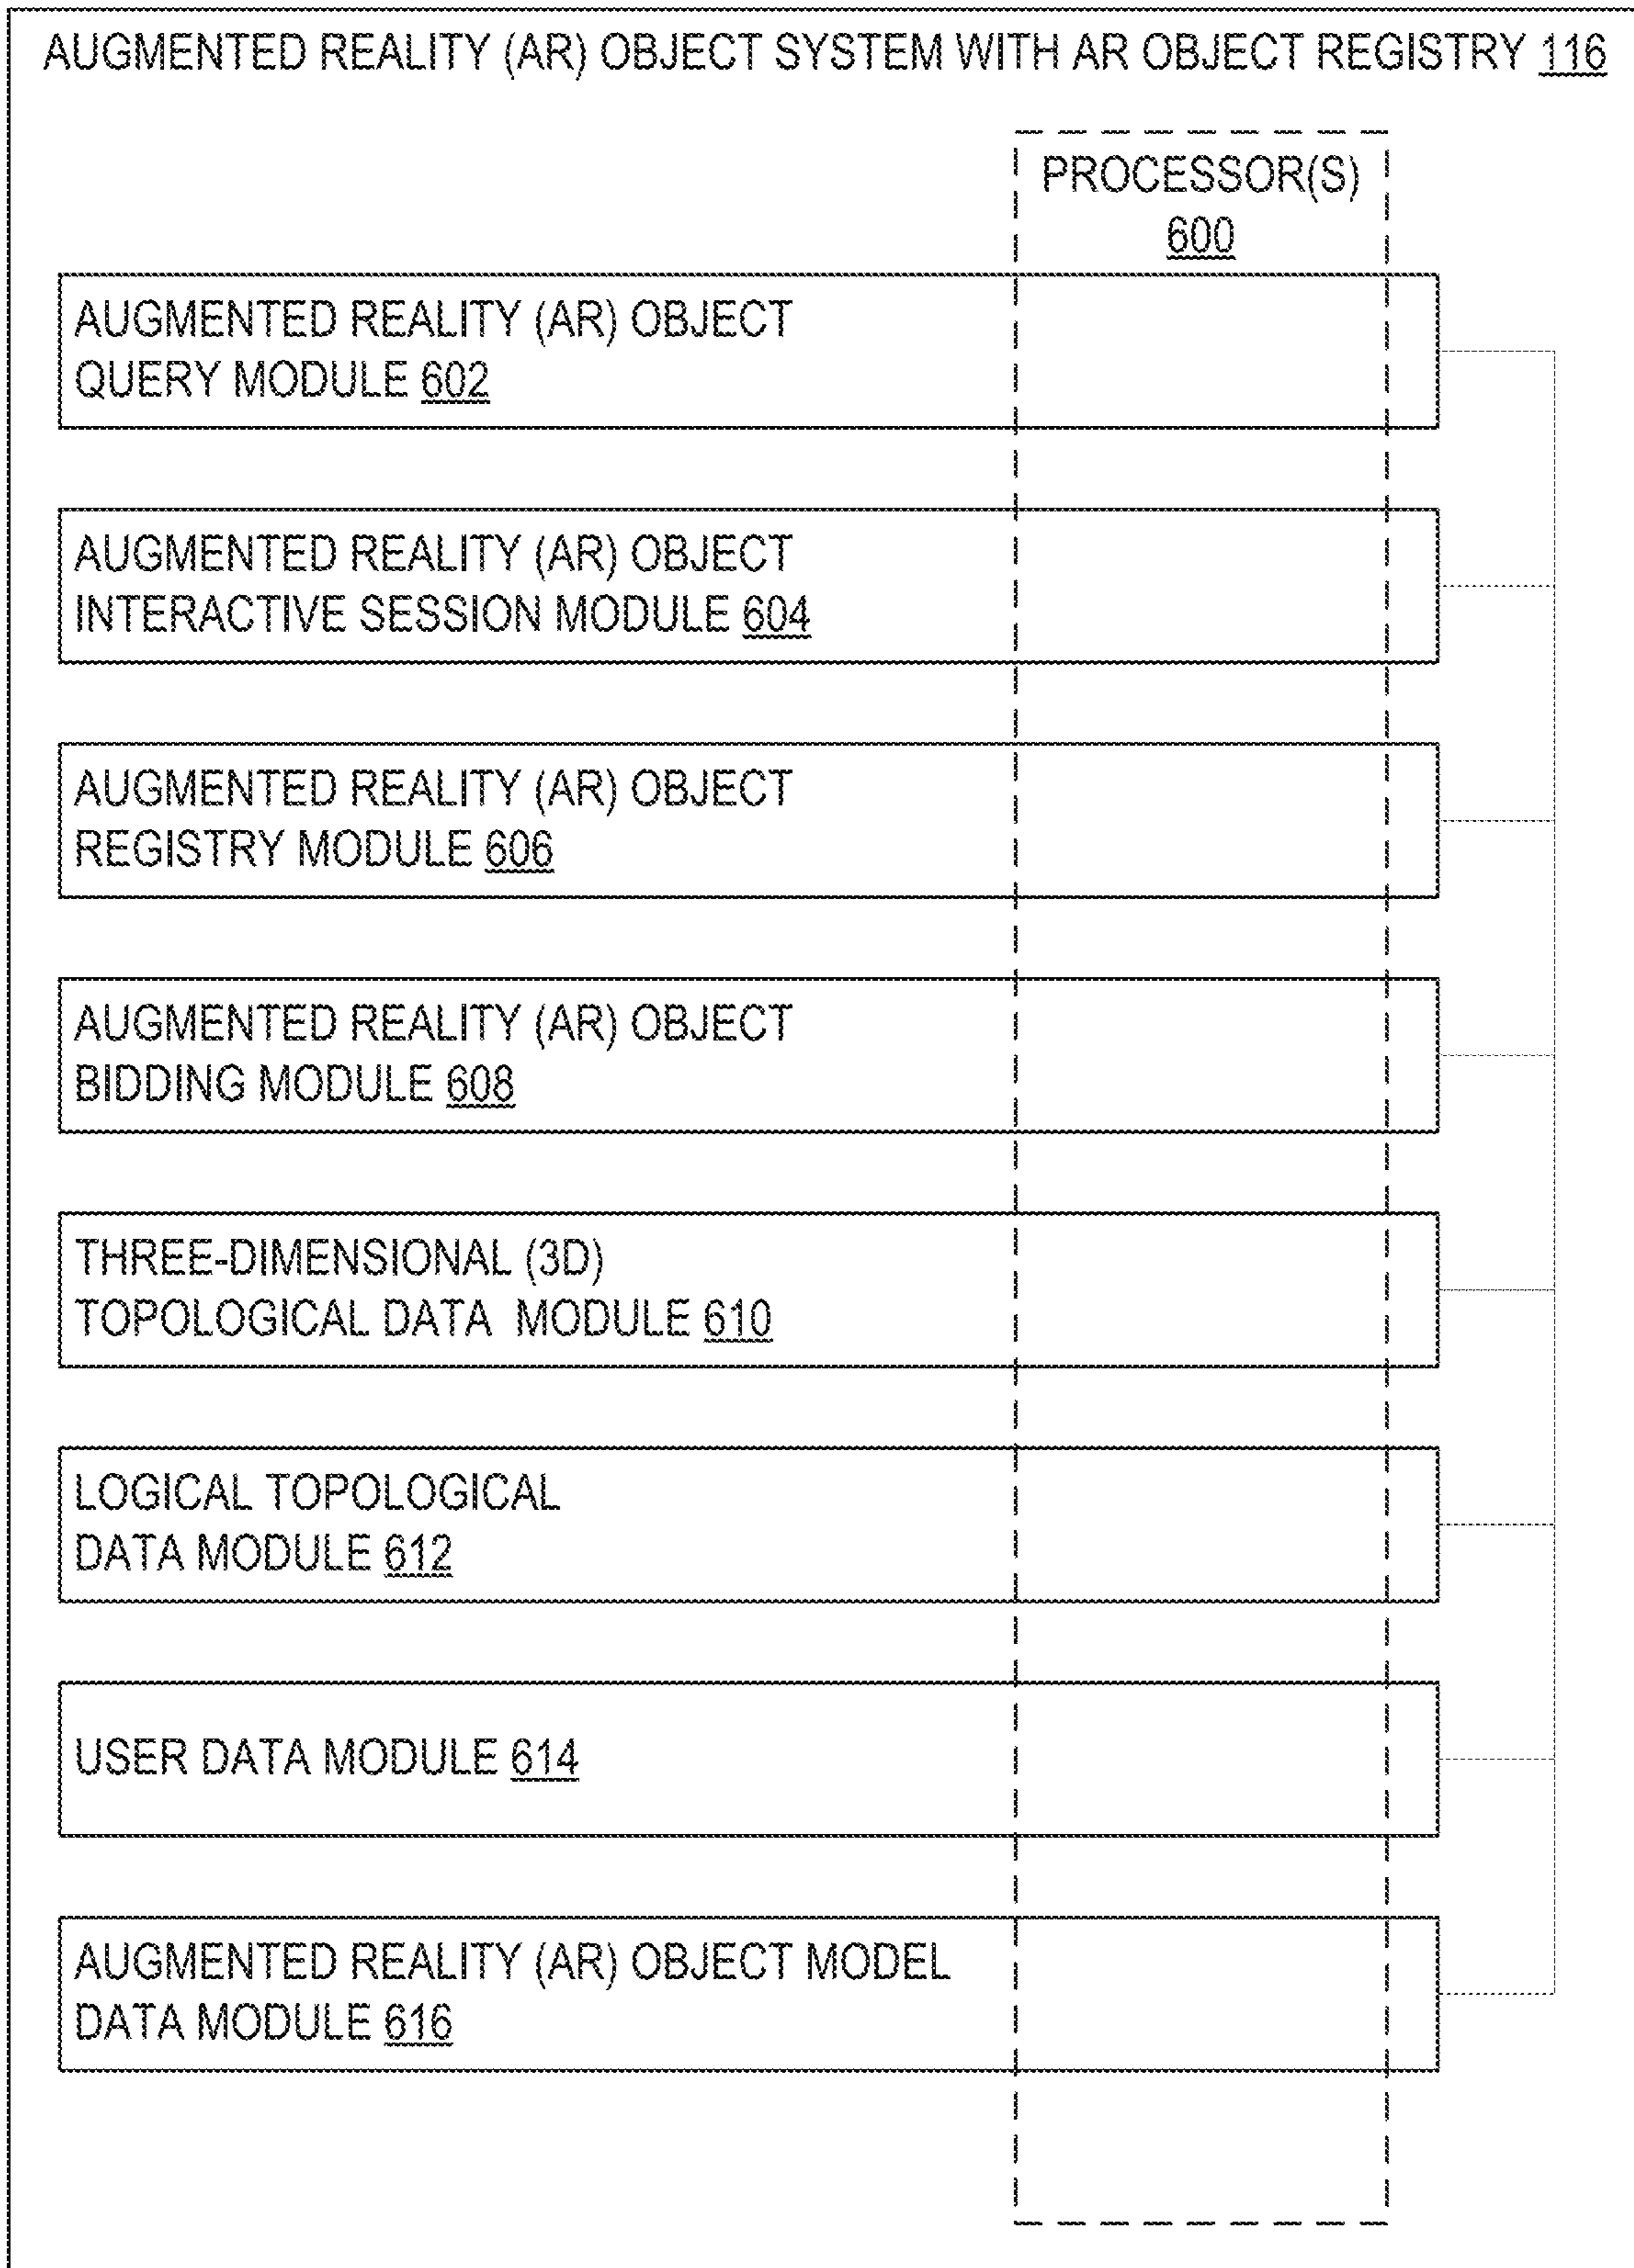 AUGMENTED REALITY (AR) OBJECT SYSTEM WITH AR OBJECT REGISTRY 116
PROCESSOR(S)
600
AUGMENTED REALITY (AR) OBJECT
QUERY MODULE 602
AUGMENTED REALITY (AR) OBJECT
INTERACTIVE SESSION MODULE 604
AUGMENTED REALITY (AR) OBJECT
REGISTRY MODULE 606
AUGMENTED REALITY (AR) OBJECT
BIDDING MODULE 608
THREE-DIMENSIONAL (3D)
TOPOLOGICAL DATA MODULE 610
LOGICAL TOPOLOGICAL
DATA MODULE 612
USER DATA MODULE 614
AUGMENTED REALITY (AR) OBJECT MODEL
DATA MODULE 616